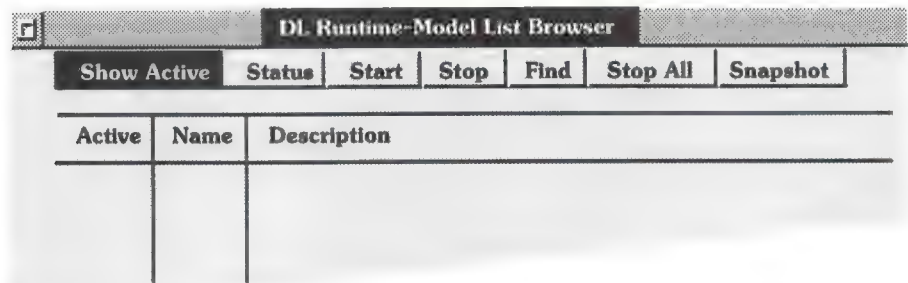 DL Runtime-Model List Browser
Show Active Status Start Stop Find Stop All Snapshot
Active Name Description